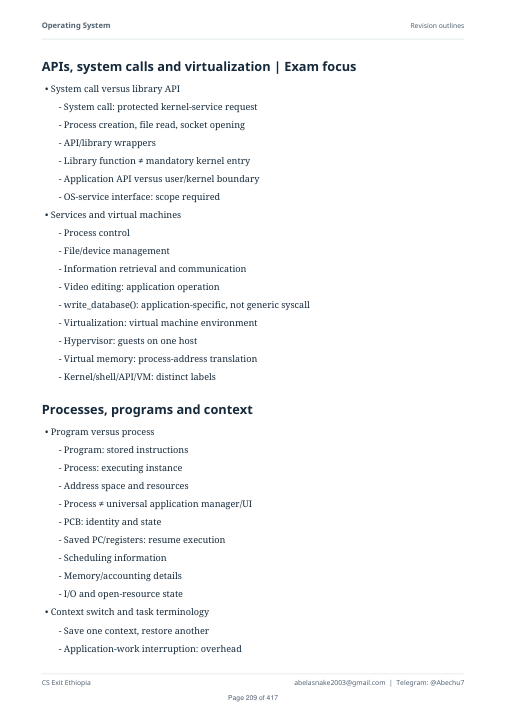 Operating System
Revision outlines
APIs, system calls and virtualization | Exam focus
• System call versus library API
- System call: protected kernel-service request
- Process creation, file read, socket opening
- API/library wrappers
- Library function ≠ mandatory kernel entry
- Application API versus user/kernel boundary
- OS-service interface: scope required
• Services and virtual machines
- Process control
- File/device management
- Information retrieval and communication
- Video editing: application operation
- write_database(): application-specific, not generic syscall
- Virtualization: virtual machine environment
- Hypervisor: guests on one host
- Virtual memory: process-address translation
- Kernel/shell/API/VM: distinct labels
Processes, programs and context
• Program versus process
- Program: stored instructions
- Process: executing instance
- Address space and resources
- Process ≠ universal application manager/UI
- PCB: identity and state
- Saved PC/registers: resume execution
- Scheduling information
- Memory/accounting details
- I/O and open-resource state
• Context switch and task terminology
- Save one context, restore another
- Application-work interruption: overhead
CS Exit Ethiopia
abelasnake2003@gmail.com | Telegram: @Abechu7
Page 209 of 417